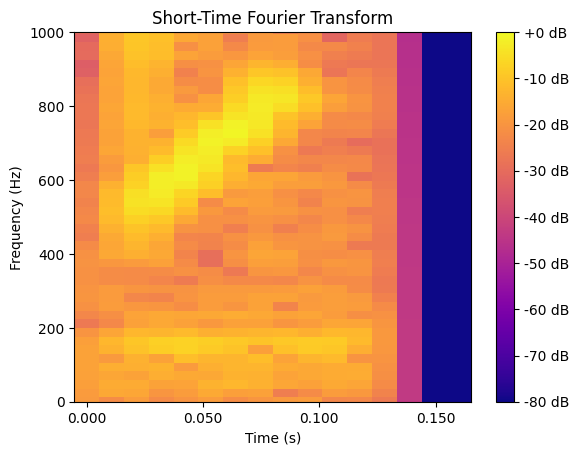 Short-Time Fourier Transform
1000
800
600
400
200
0
Frequency (Hz)
0.000
0.050
0.100
0.150
Time (s)
+0 dB
-10 dB
-20 dB
-30 dB
-40 dB
-50 dB
-60 dB
-70 dB
-80 dB